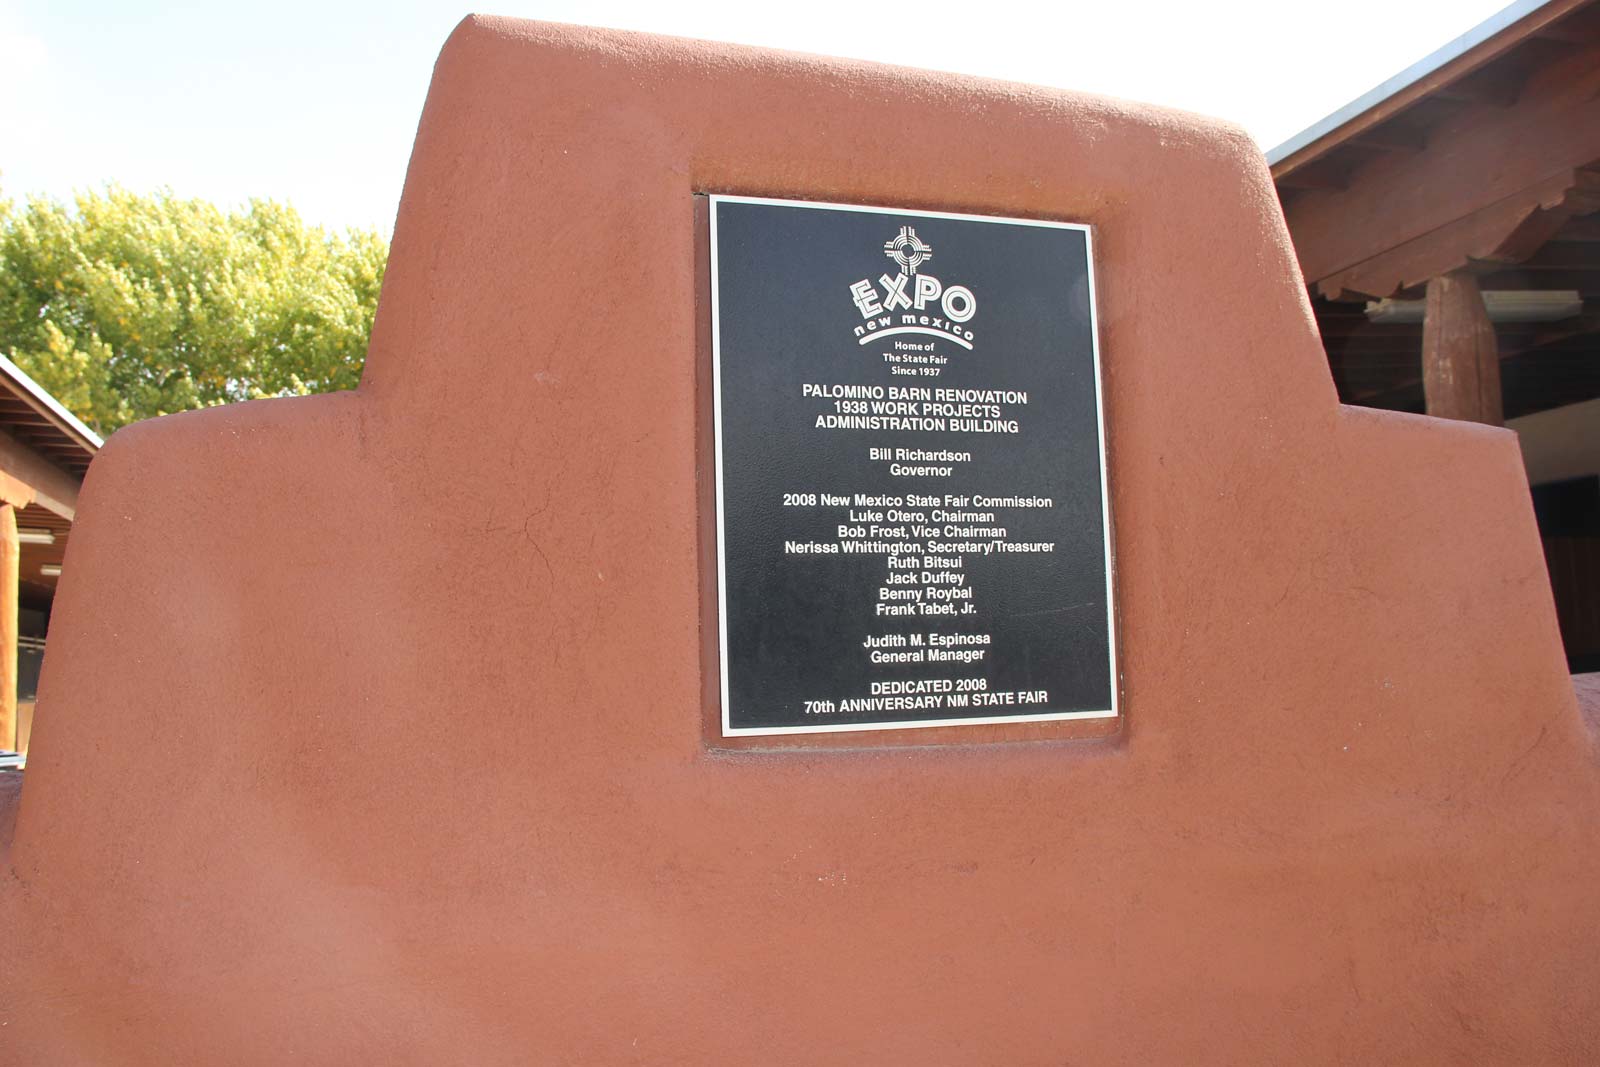 EXPO
new mexico
Home of
The State Fair
Since 1937
PALOMINO BARN RENOVATION
1938 WORK PROJECTS
ADMINISTRATION BUILDING
Bill Richardson
Governor
2008 New Mexico State Fair Commission
Luke Otero, Chairman
Bob Frost, Vice Chairman
Nerissa Whittington, Secretary/Treasurer
Ruth Bitsui
Jack Duffey
Benny Roybal
Frank Tabet, Jr.
Judith M. Espinosa
General Manager
DEDICATED 2008
70th ANNIVERSARY NM STATE FAIR